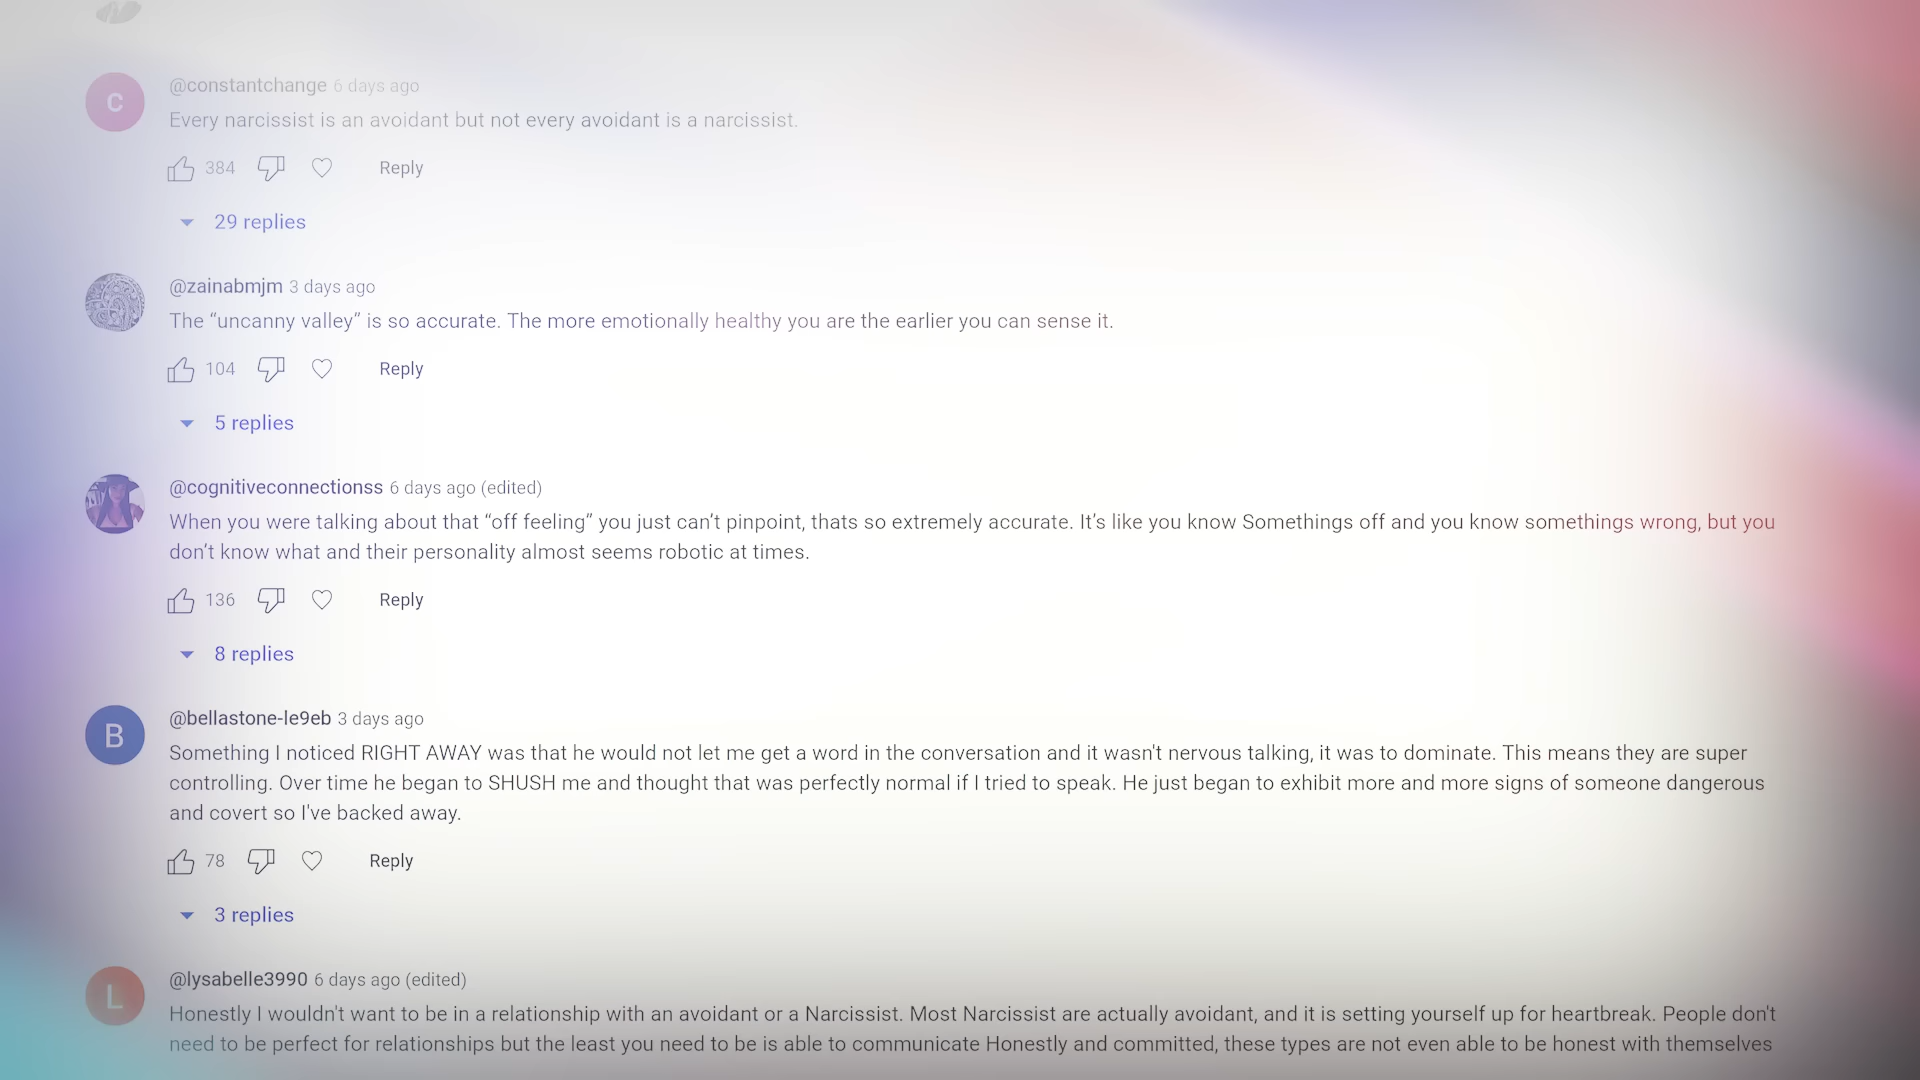 C
@constantchange 6 days ago
Every narcissist is an avoidant but not every avoidant is a narcissist.
384 Reply
29 replies
@zainabmjm 3 days ago
The “uncanny valley” is so accurate. The more emotionally healthy you are the earlier you can sense it.
104 Reply
5 replies
@cognitiveconnectionss 6 days ago (edited)
When you were talking about that “off feeling” you just can’t pinpoint, thats so extremely accurate. It’s like you know Somethings off and you know somethings wrong, but you
don’t know what and their personality almost seems robotic at times.
136 Reply
8 replies
B
@bellastone-le9eb 3 days ago
Something I noticed RIGHT AWAY was that he would not let me get a word in the conversation and it wasn't nervous talking, it was to dominate. This means they are super
controlling. Over time he began to SHUSH me and thought that was perfectly normal if I tried to speak. He just began to exhibit more and more signs of someone dangerous
and covert so I've backed away.
78 Reply
3 replies
L
@lysabelle3990 6 days ago (edited)
Honestly I wouldn't want to be in a relationship with an avoidant or a Narcissist. Most Narcissist are actually avoidant, and it is setting yourself up for heartbreak. People don't
need to be perfect for relationships but the least you need to be is able to communicate Honestly and committed, these types are not even able to be honest with themselves